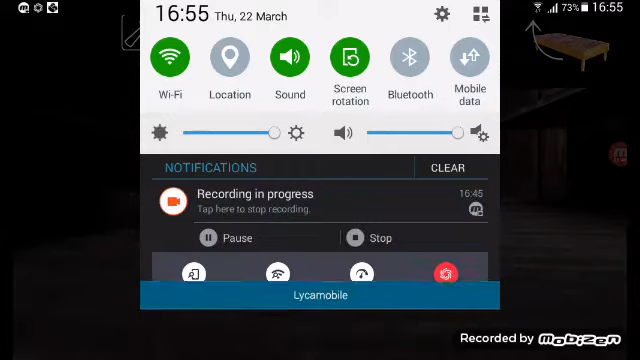 16:55 Thu, 22 March
73% 16:55
Wi-Fi
Location
Sound
Screen rotation
Bluetooth
Mobile data
NOTIFICATIONS
CLEAR
Recording in progress
16:45
Tap here to stop recording.
Pause
Stop
Lycamobile
Recorded by Mobizen